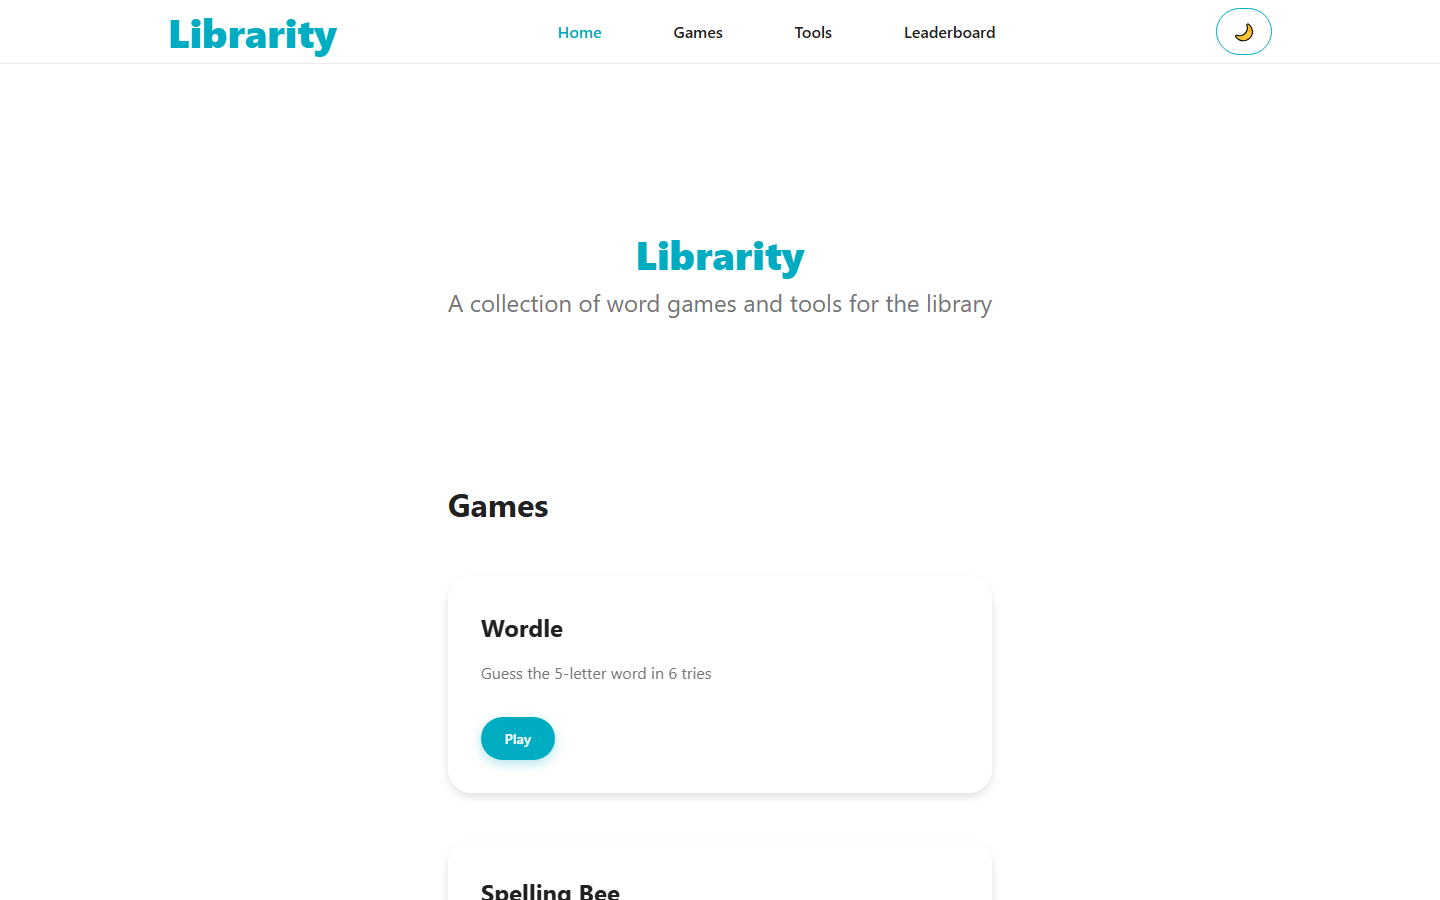 Librarity
Home Games Tools Leaderboard
Librarity
A collection of word games and tools for the library
Games
Wordle
Guess the 5-letter word in 6 tries
Play
Spelling Bee